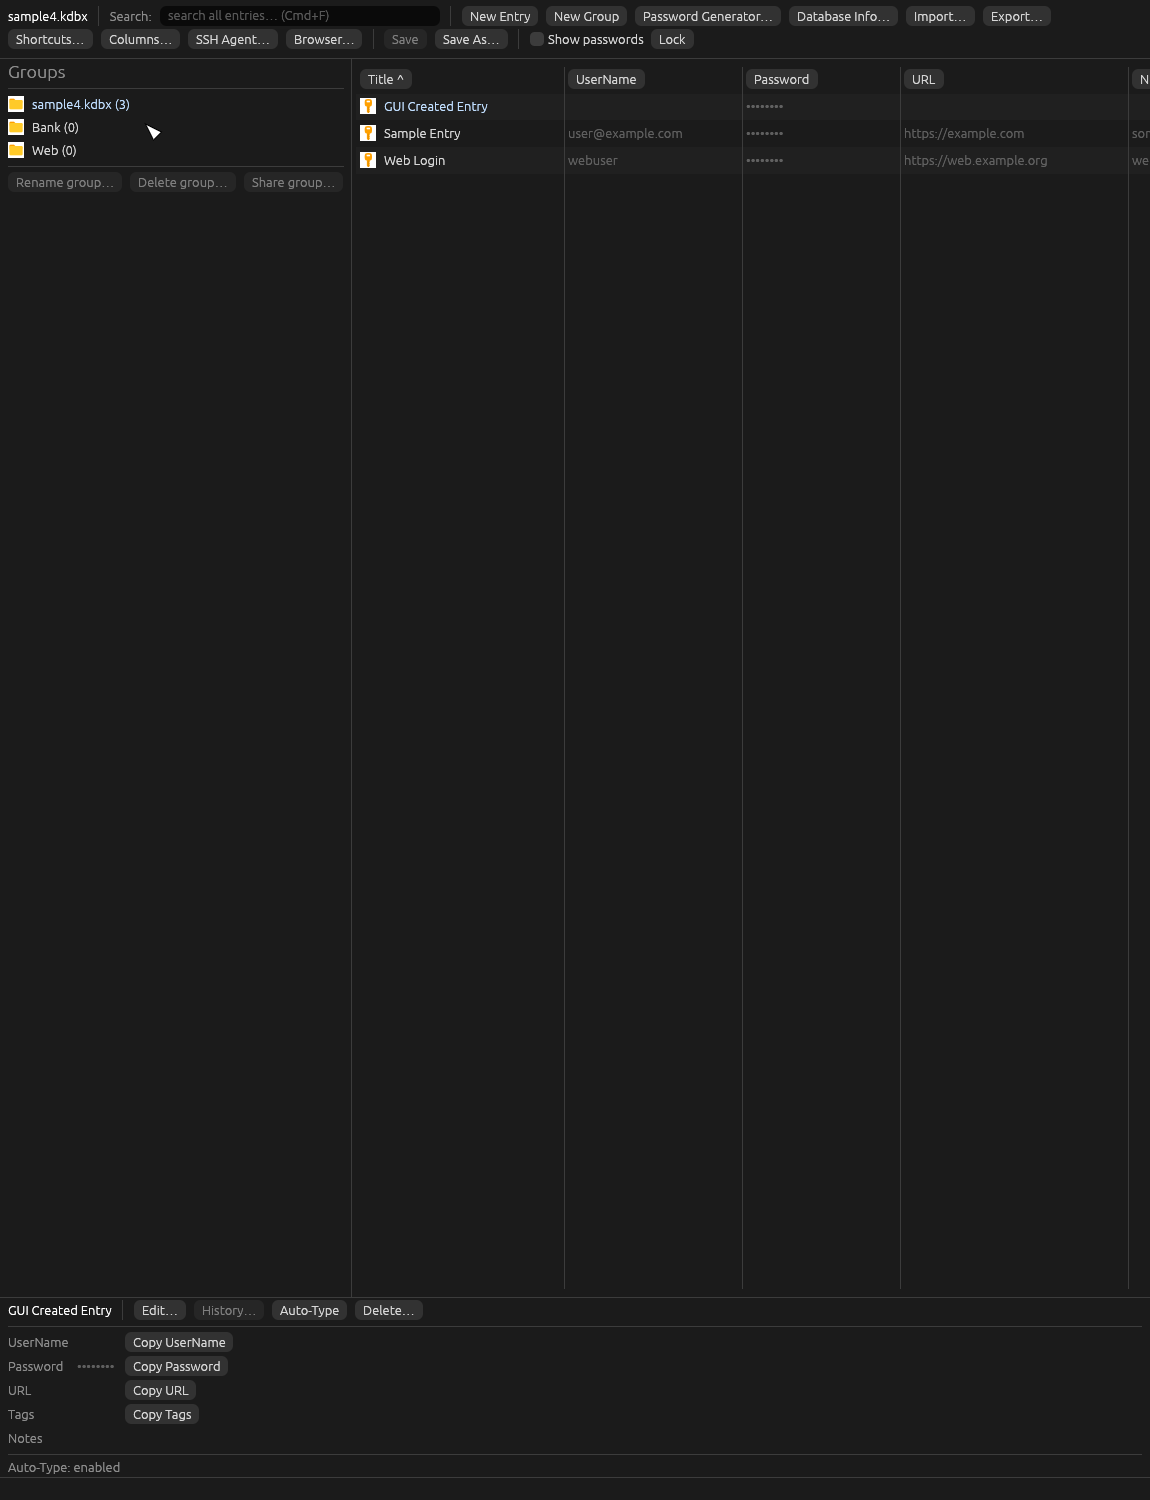 sample4.kdbx Search: search all entries... (Cmd+F) New Entry New Group Password Generator... Database Info... Import... Export...
Shortcuts... Columns... SSH Agent... Browser... Save Save As... Show passwords Lock
Groups
sample4.kdbx (3)
Bank (0)
Web (0)
Rename group... Delete group... Share group...
Title ^ UserName Password URL N
GUI Created Entry ••••••••
Sample Entry user@example.com •••••••• https://example.com sor
Web Login webuser •••••••• https://web.example.org we
GUI Created Entry Edit... History... Auto-Type Delete...
UserName Copy UserName
Password •••••••• Copy Password
URL Copy URL
Tags Copy Tags
Notes
Auto-Type: enabled